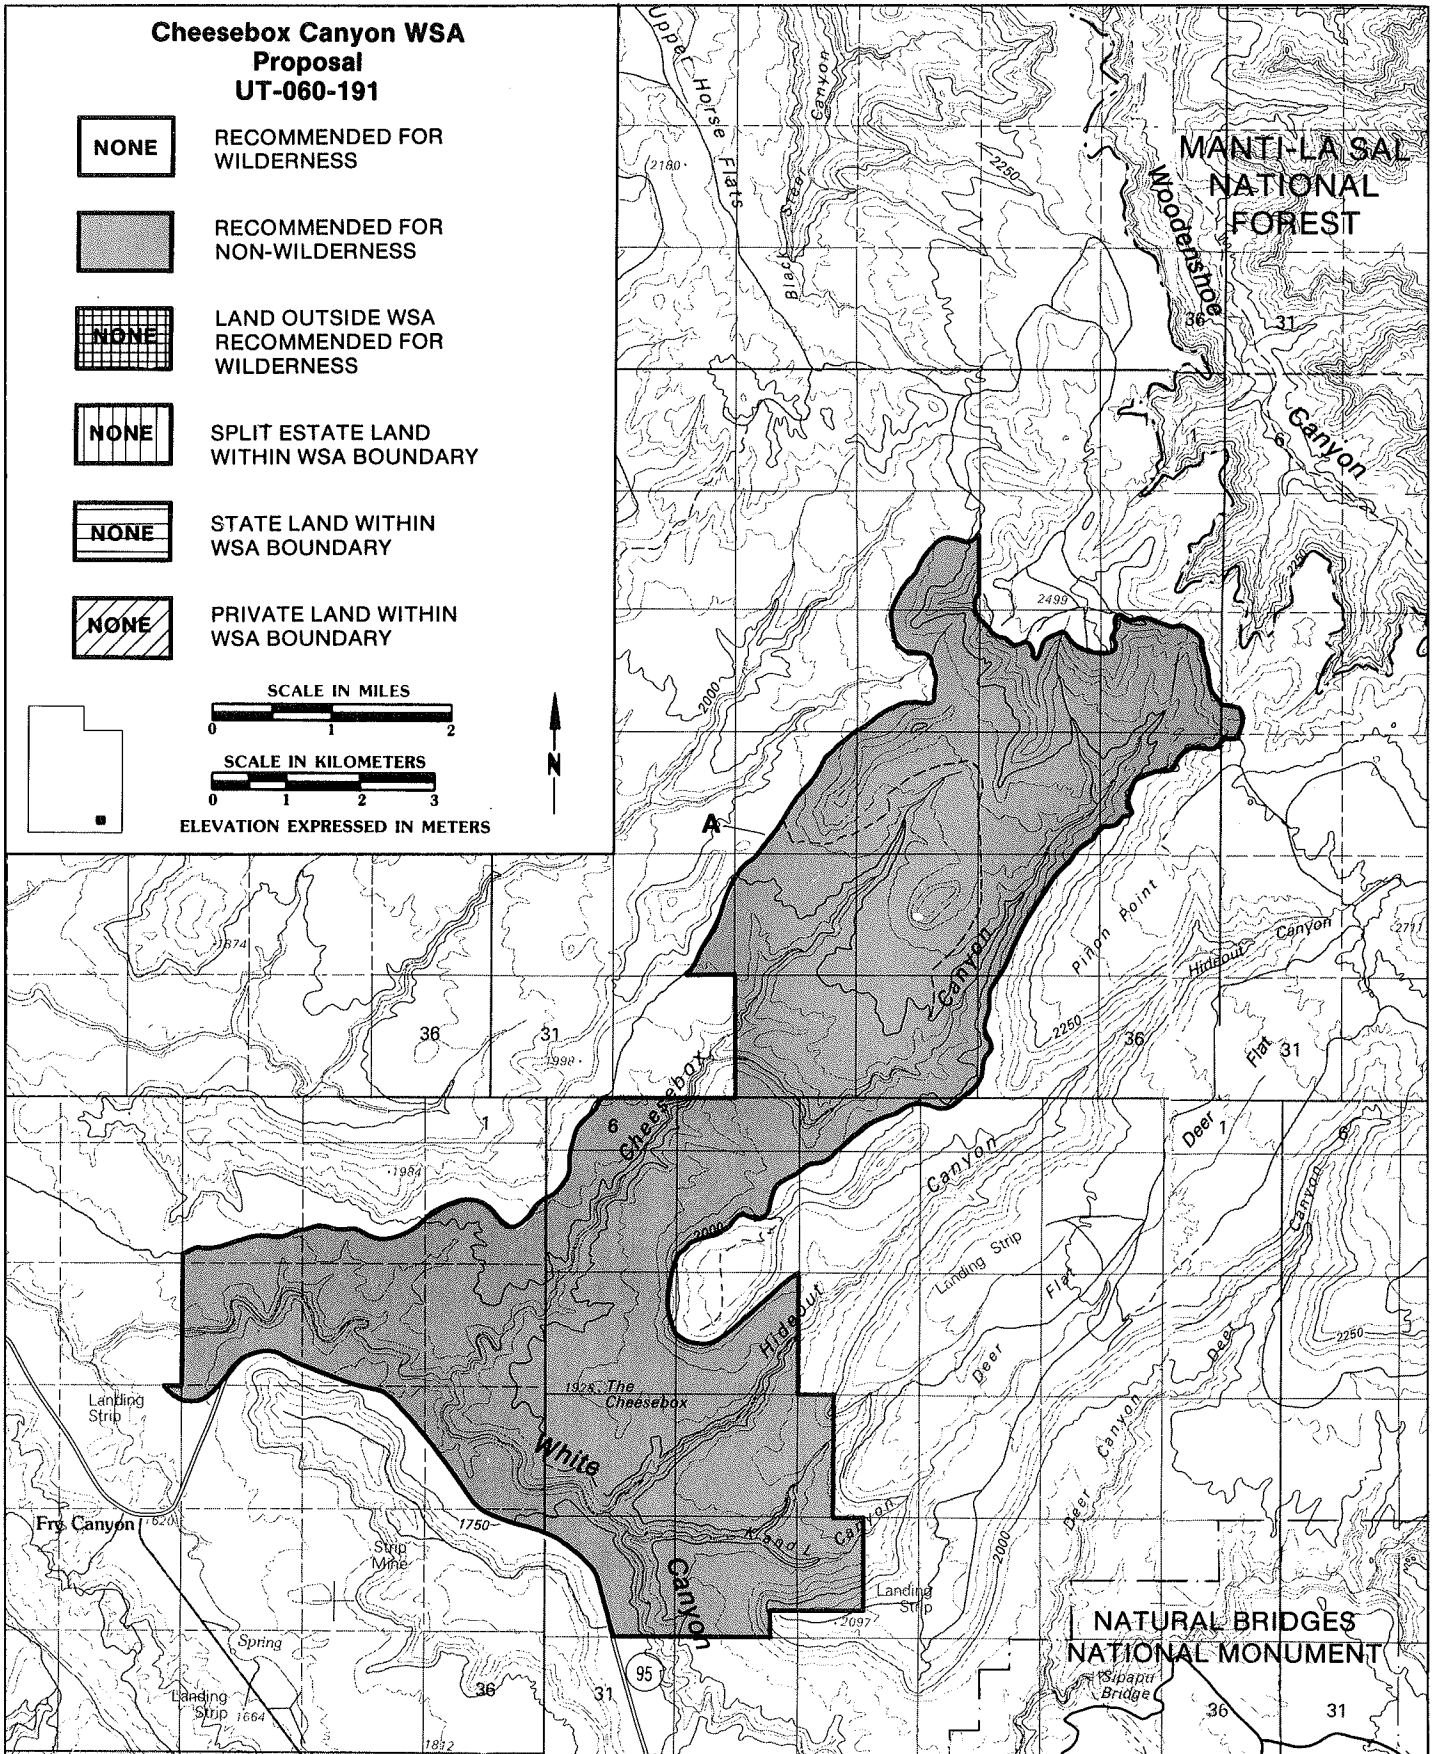 Cheesebox Canyon WSA
Proposal
UT-060-191
NONE
RECOMMENDED FOR
WILDERNESS
RECOMMENDED FOR
NON-WILDERNESS
NONE
LAND OUTSIDE WSA
RECOMMENDED FOR
WILDERNESS
NONE
SPLIT ESTATE LAND
WITHIN WSA BOUNDARY
NONE
STATE LAND WITHIN
WSA BOUNDARY
NONE
PRIVATE LAND WITHIN
WSA BOUNDARY
SCALE IN MILES
0 1 2
SCALE IN KILOMETERS
0 1 2 3
ELEVATION EXPRESSED IN METERS
N
Upper Horse Flats
Black Steer Canyon
2180
2250
MANTI-LA SAL
NATIONAL
FOREST
Woodenshoe
Canyon
36
31
1
6
2250
2499
2000
A
Piñon Point
Hideout Canyon
2711
2250
36
Flat
31
Canyon
1874
36
31
1998
Cheesebox
1
6
1984
Deer
1
6
Canyon
Canyon
2000
Landing Strip
Flat
Hideout
Deer
Deer
2250
1928 The
Cheesebox
Landing
Strip
White
Canyon
Deer
Canyon
Fry Canyon
1620
1750
Strip
Mine
K and L
Canyon
2000
Landing
Strip
2097
NATURAL BRIDGES
NATIONAL MONUMENT
Sipapu
Bridge
Spring
Landing
Strip
1664
36
31
95
36
31
1812